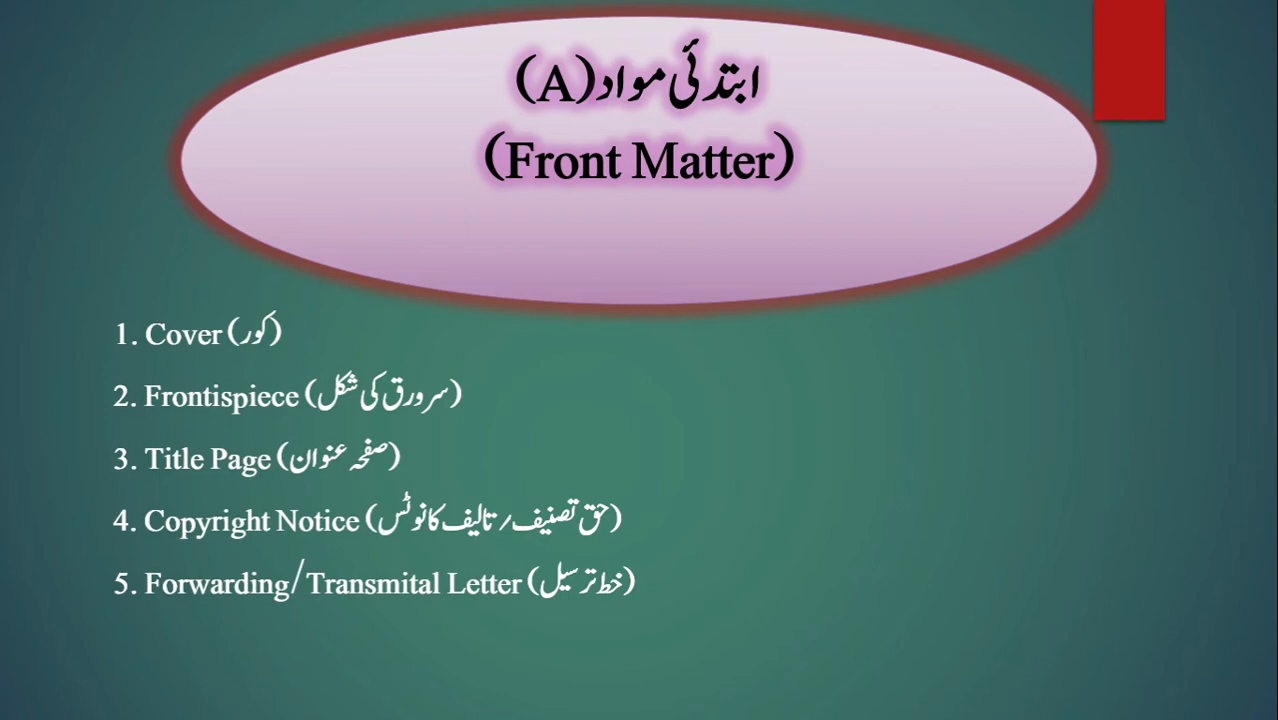 ابتدئی مواد(A)
(Front Matter)
1. Cover (کور)
2. Frontispiece (سرورق کی شکل)
3. Title Page (صفحہ عنوان)
4. Copyright Notice (حق تصنیف/تالیف کا نوٹس)
5. Forwarding/Transmital Letter (خط ترسیل)